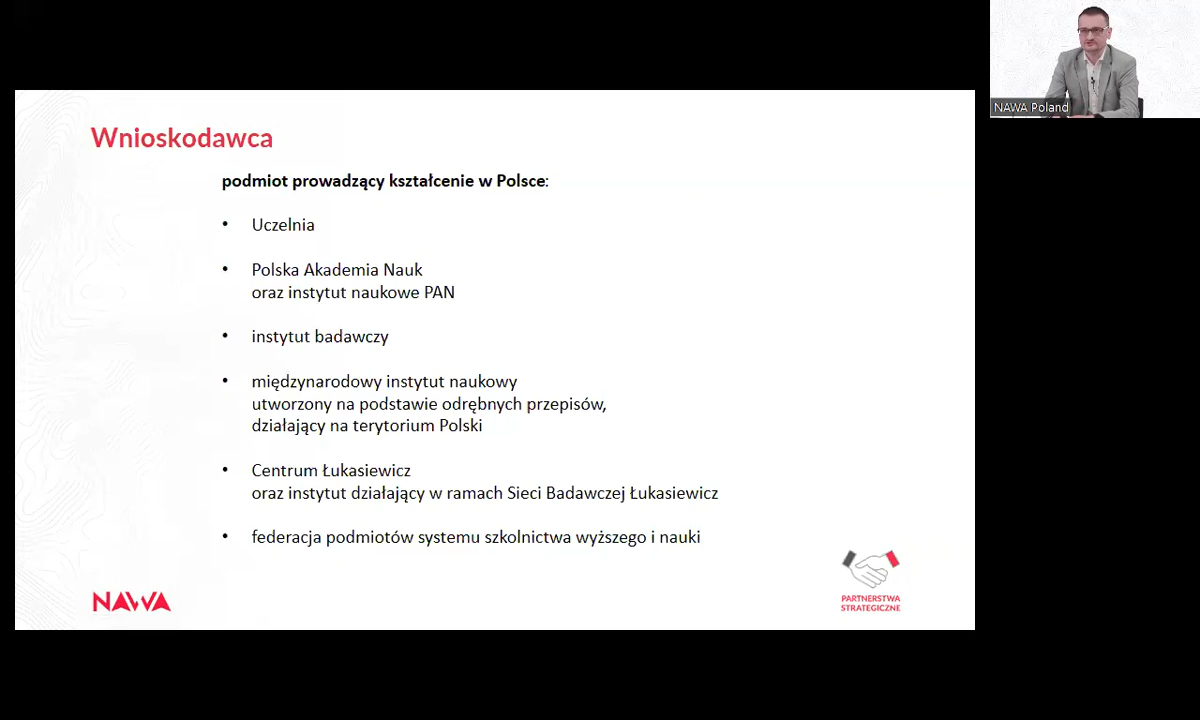 NAWA Poland
Wnioskodawca
podmiot prowadzący kształcenie w Polsce:
• Uczelnia
• Polska Akademia Nauk
oraz instytut naukowe PAN
• instytut badawczy
• międzynarodowy instytut naukowy
utworzony na podstawie odrębnych przepisów,
działający na terytorium Polski
• Centrum Łukasiewicz
oraz instytut działający w ramach Sieci Badawczej Łukasiewicz
• federacja podmiotów systemu szkolnictwa wyższego i nauki
NAWA
PARTNERSTWA
STRATEGICZNE